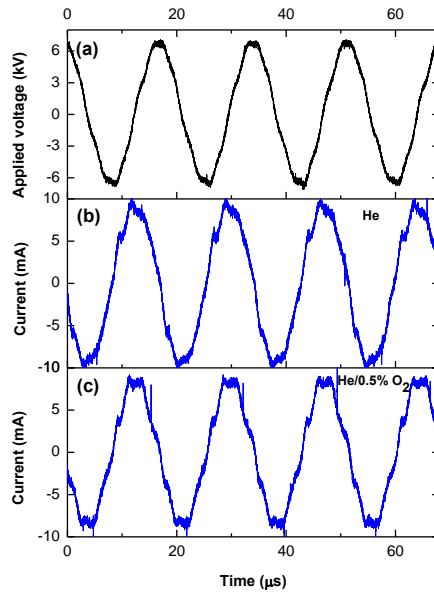 0 20 40 60
(a)
Applied voltage (kV)
6
3
0
-3
-6
10
(b)
He
Current (mA)
5
0
-5
-10
(c)
He/0.5% O2
Current (mA)
5
0
-5
-10
0 20 40 60
Time (μs)